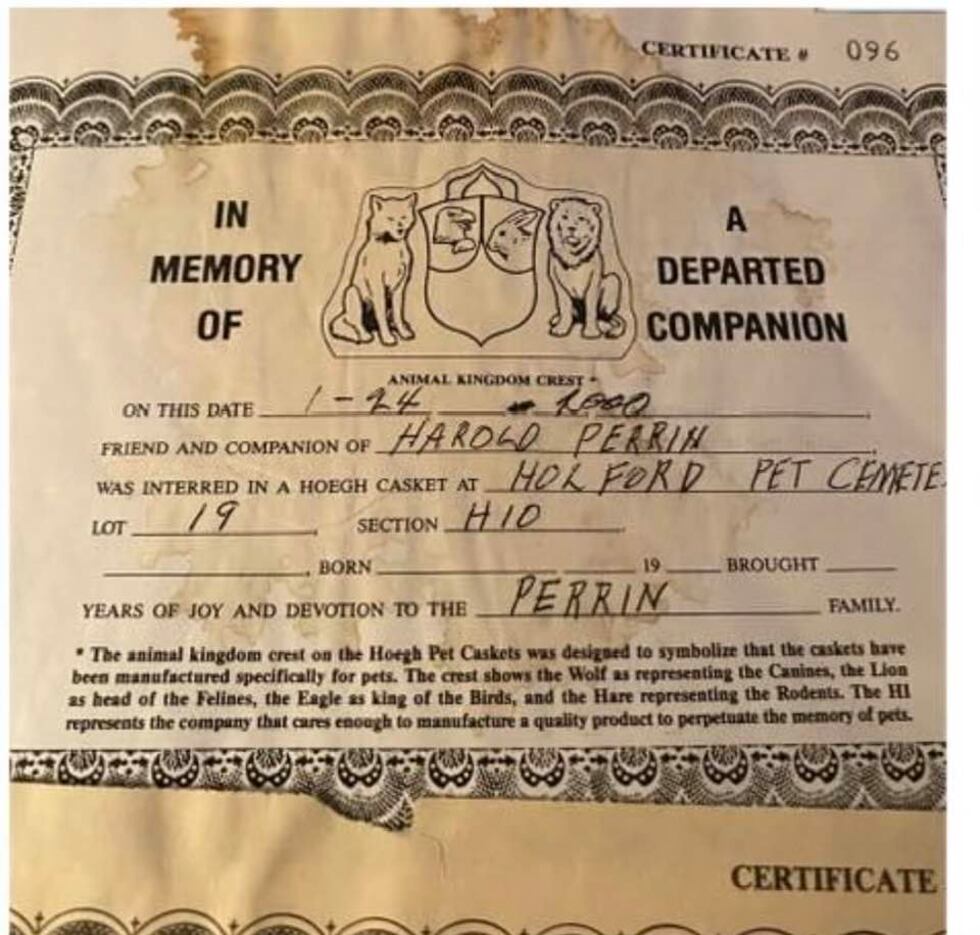 CERTIFICATE # 096
IN MEMORY OF
A DEPARTED COMPANION
ANIMAL KINGDOM CREST *
ON THIS DATE 1-24 2000,
FRIEND AND COMPANION OF HAROLD PERRIN,
WAS INTERRED IN A HOEGH CASKET AT HOLFORD PET CEMETE
LOT 19, SECTION H10,
, BORN 19 BROUGHT
YEARS OF JOY AND DEVOTION TO THE PERRIN FAMILY.
* The animal kingdom crest on the Hoegh Pet Caskets was designed to symbolize that the caskets have
been manufactured specifically for pets. The crest shows the Wolf as representing the Canines, the Lion
as head of the Felines, the Eagle as king of the Birds, and the Hare representing the Rodents. The HI
represents the company that cares enough to manufacture a quality product to perpetuate the memory of pets.
CERTIFICATE